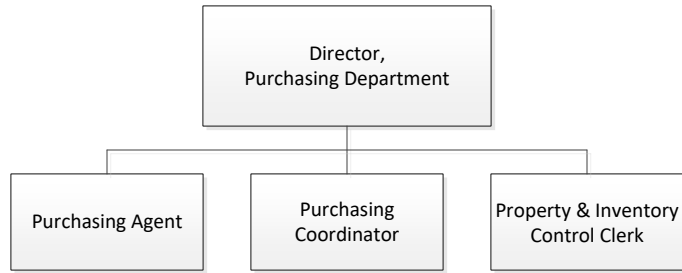 Director,
Purchasing Department
Purchasing Agent
Purchasing
Coordinator
Property & Inventory
Control Clerk